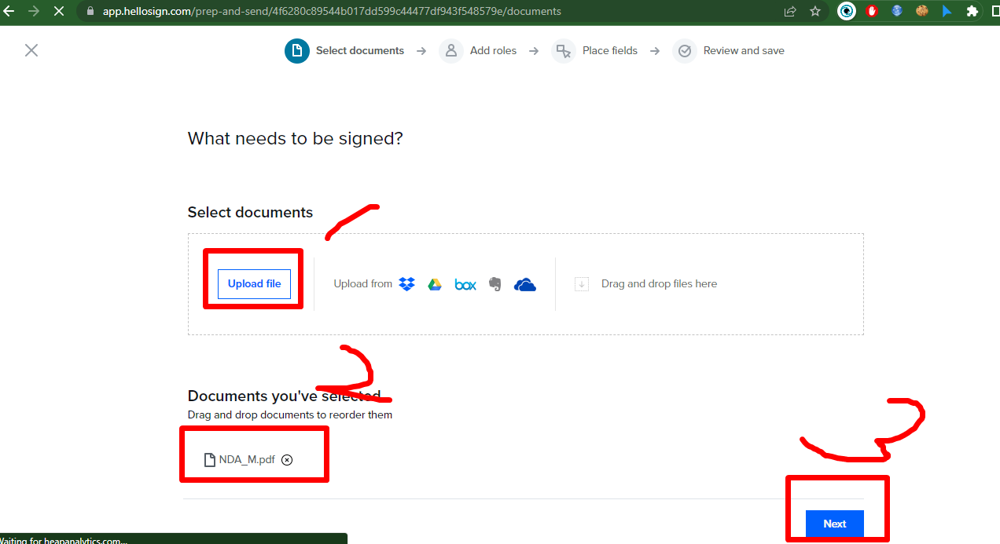 app.hellosign.com/prep-and-send/4f6280c89544b017dd599c44477df943f548579e/documents
Select documents → Add roles → Place fields → Review and save
What needs to be signed?
Select documents
1
Upload file Upload from box Drag and drop files here
2
Documents you've selected
Drag and drop documents to reorder them
3
NDA_M.pdf
Next
Waiting for heapanalytics.com...